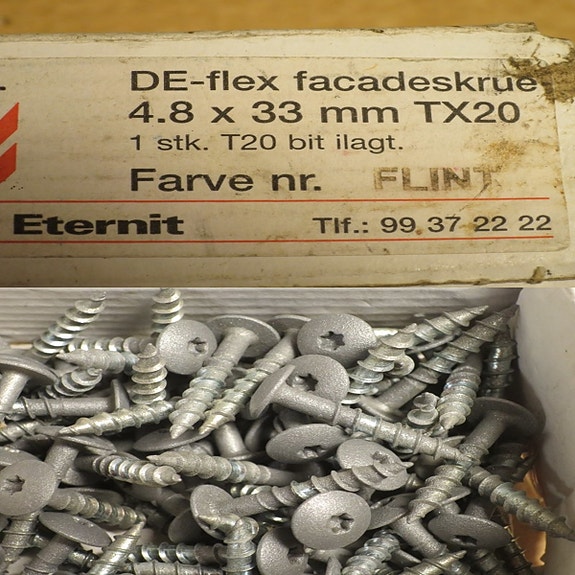 DE-flex facadeskrue
4.8 x 33 mm TX20
1 stk. T20 bit ilagt.
Farve nr. FLINT
Eternit Tlf.: 99 37 22 22